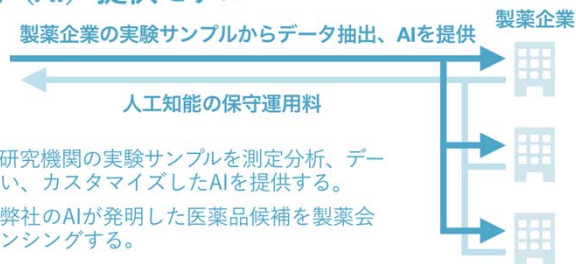 製薬企業
製薬企業の実験サンプルからデータ抽出、AIを提供
人工知能の保守運用料
研究機関の実験サンプルを測定分析、デー
い、カスタマイズしたAIを提供する。
弊社のAIが発明した医薬品候補を製薬会
ンシングする。